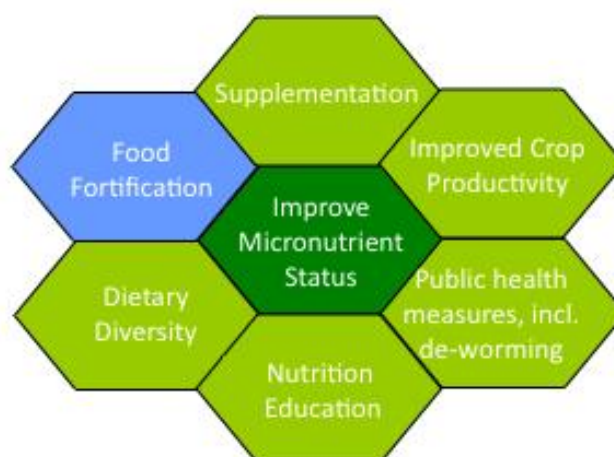 Supplementation
Food
Fortification
Improved Crop
Productivity
Improve
Micronutrient
Status
Dietary
Diversity
Public health
measures, incl.
de-worming
Nutrition
Education